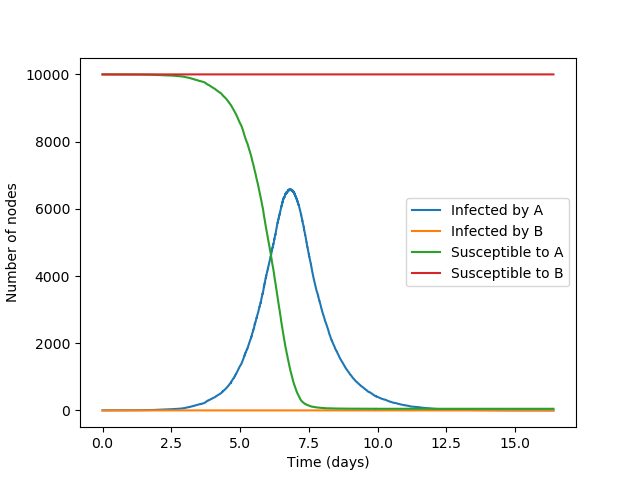 10000
8000
6000
4000
2000
0
Number of nodes
Infected by A
Infected by B
Susceptible to A
Susceptible to B
0.0 2.5 5.0 7.5 10.0 12.5 15.0
Time (days)